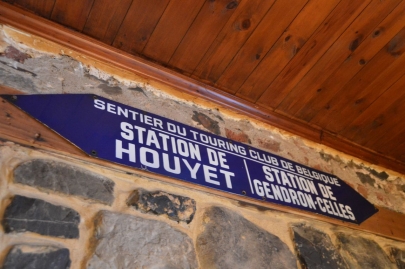 SENTIER DU TOURING CLUB DE BELGIQUE
STATION DE
HOUYET
STATION DE
GENDRON-CELLES